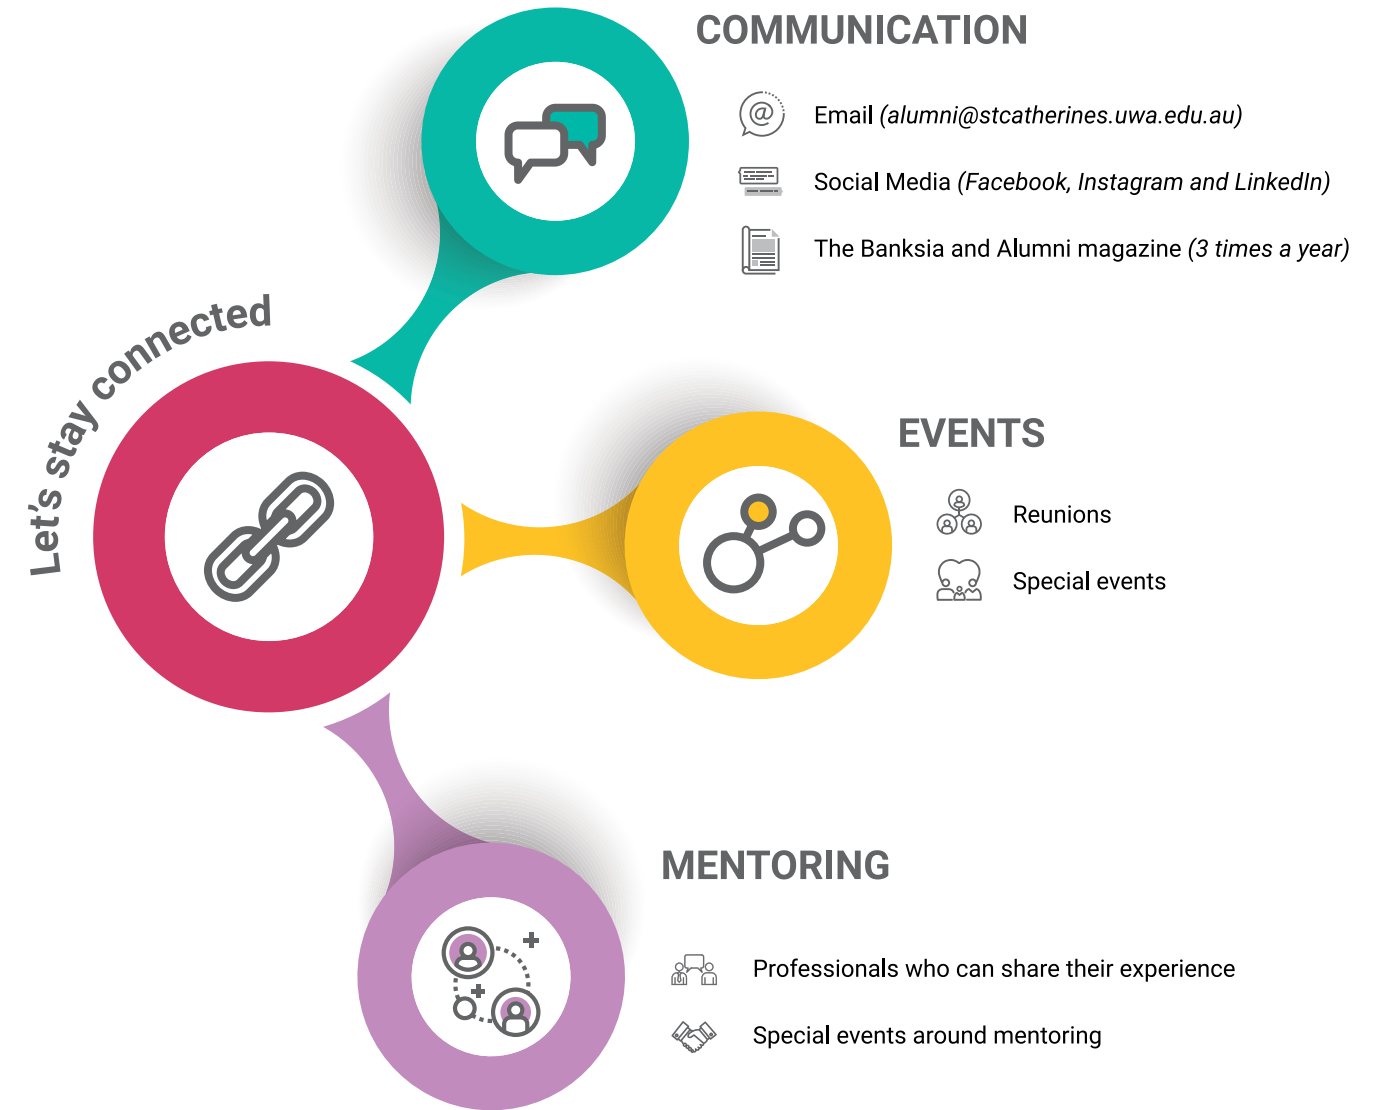 COMMUNICATION
Email (alumni@stcatherines.uwa.edu.au)
Social Media (Facebook, Instagram and LinkedIn)
The Banksia and Alumni magazine (3 times a year)
Let's stay connected
EVENTS
Reunions
Special events
MENTORING
Professionals who can share their experience
Special events around mentoring